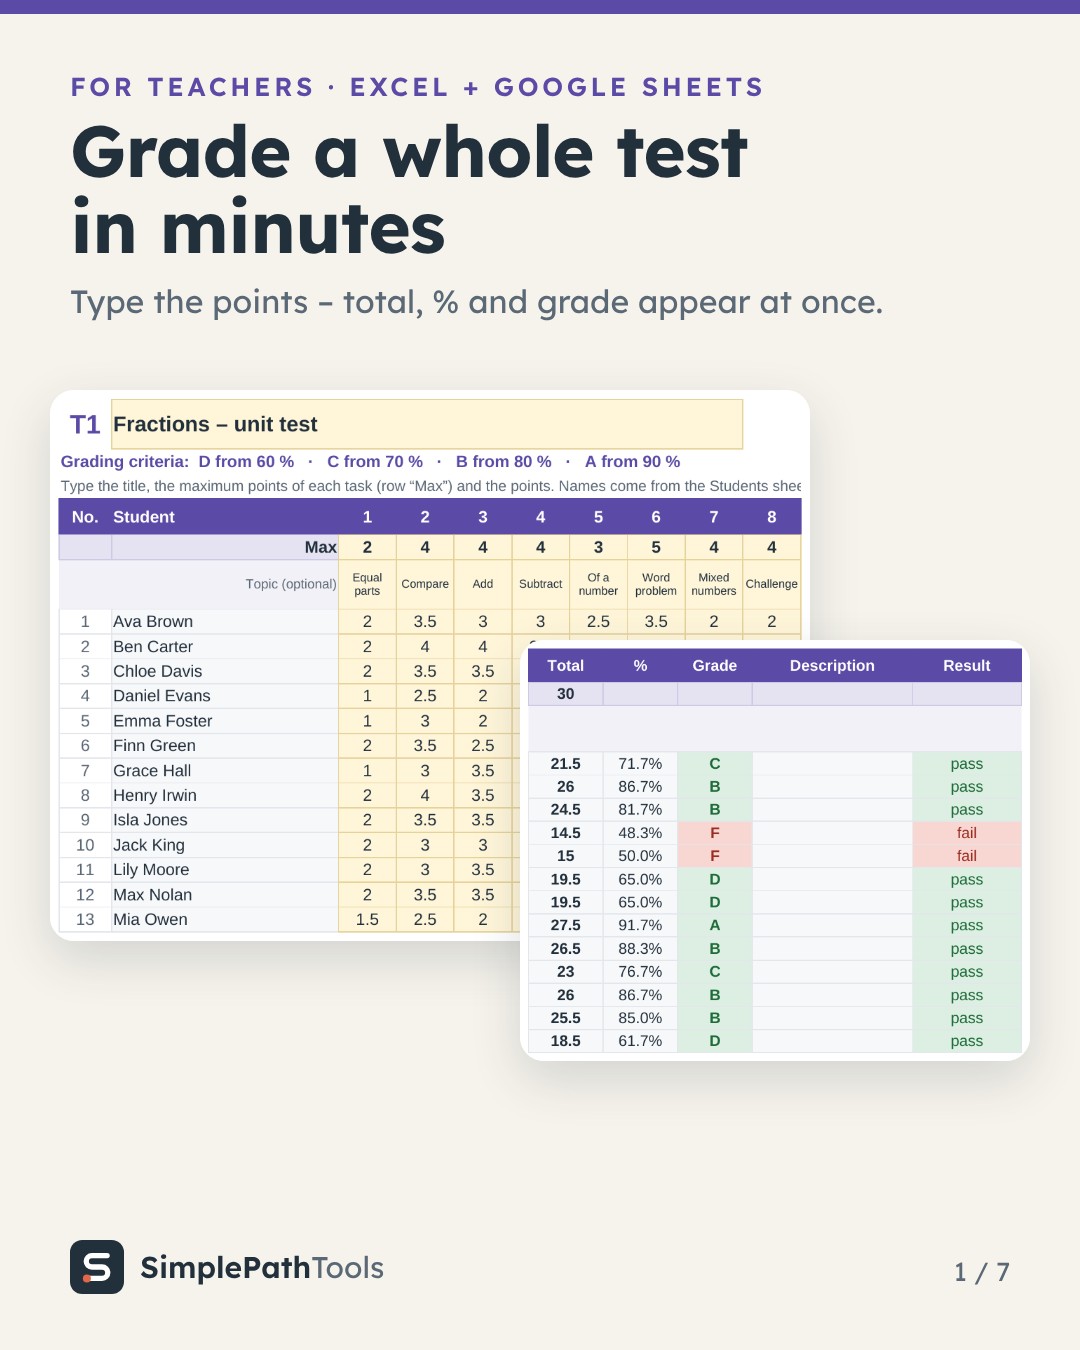 FOR TEACHERS · EXCEL + GOOGLE SHEETS
Grade a whole test
in minutes
Type the points – total, % and grade appear at once.
T1 Fractions – unit test
Grading criteria: D from 60 % · C from 70 % · B from 80 % · A from 90 %
Type the title, the maximum points of each task (row “Max”) and the points. Names come from the Students
No. Student 1 2 3 4 5 6 7 8
Max 2 4 4 4 3 5 4 4
Topic (optional) Equal parts Compare Add Subtract Of a number Word problem Mixed numbers Challenge
1 Ava Brown 2 3.5 3 3 2.5 3.5 2 2
2 Ben Carter 2 4 4
3 Chloe Davis 2 3.5 3.5
4 Daniel Evans 1 2.5 2
5 Emma Foster 1 3 2
6 Finn Green 2 3.5 2.5
7 Grace Hall 1 3 3.5
8 Henry Irwin 2 4 3.5
9 Isla Jones 2 3.5 3.5
10 Jack King 2 3 3
11 Lily Moore 2 3 3.5
12 Max Nolan 2 3.5 3.5
13 Mia Owen 1.5 2.5 2
Total % Grade Description Result
30
21.5 71.7% C pass
26 86.7% B pass
24.5 81.7% B pass
14.5 48.3% F fail
15 50.0% F fail
19.5 65.0% D pass
19.5 65.0% D pass
27.5 91.7% A pass
26.5 88.3% B pass
23 76.7% C pass
26 86.7% B pass
25.5 85.0% B pass
18.5 61.7% D pass
SimplePathTools
1 / 7